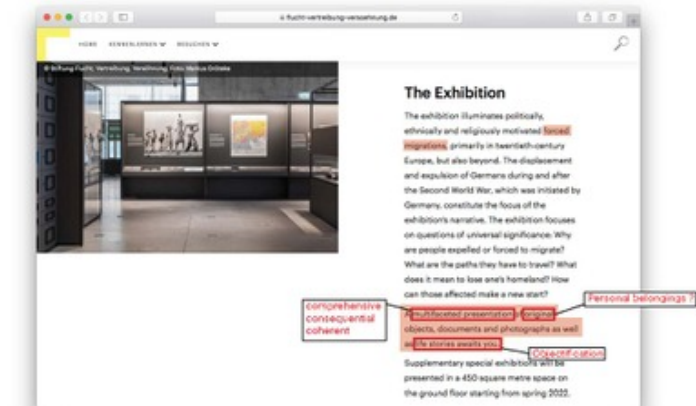 flucht-vertreibung-versoehnung.de
HOME KENNENLERNEN BESUCHEN
© Stiftung Flucht, Vertreibung, Versöhnung, Foto: Markus Gröteke
The Exhibition
The exhibition illuminates politically,
ethnically and religiously motivated forced
migrations, primarily in twentieth-century
Europe, but also beyond. The displacement
and expulsion of Germans during and after
the Second World War, which was initiated by
Germany, constitute the focus of the
exhibition's narrative. The exhibition focuses
on questions of universal significance: Why
are people expelled or forced to migrate?
What are the paths they have to travel? What
does it mean to lose one's homeland? How
can those affected make a new start?
A multifaceted presentation of original
objects, documents and photographs as well
as life stories awaits you.
Supplementary special exhibitions will be
presented in a 450 square metre space on
the ground floor starting from spring 2022.
comprehensive
consequential
coherent
Personal belongings ?
Objectification